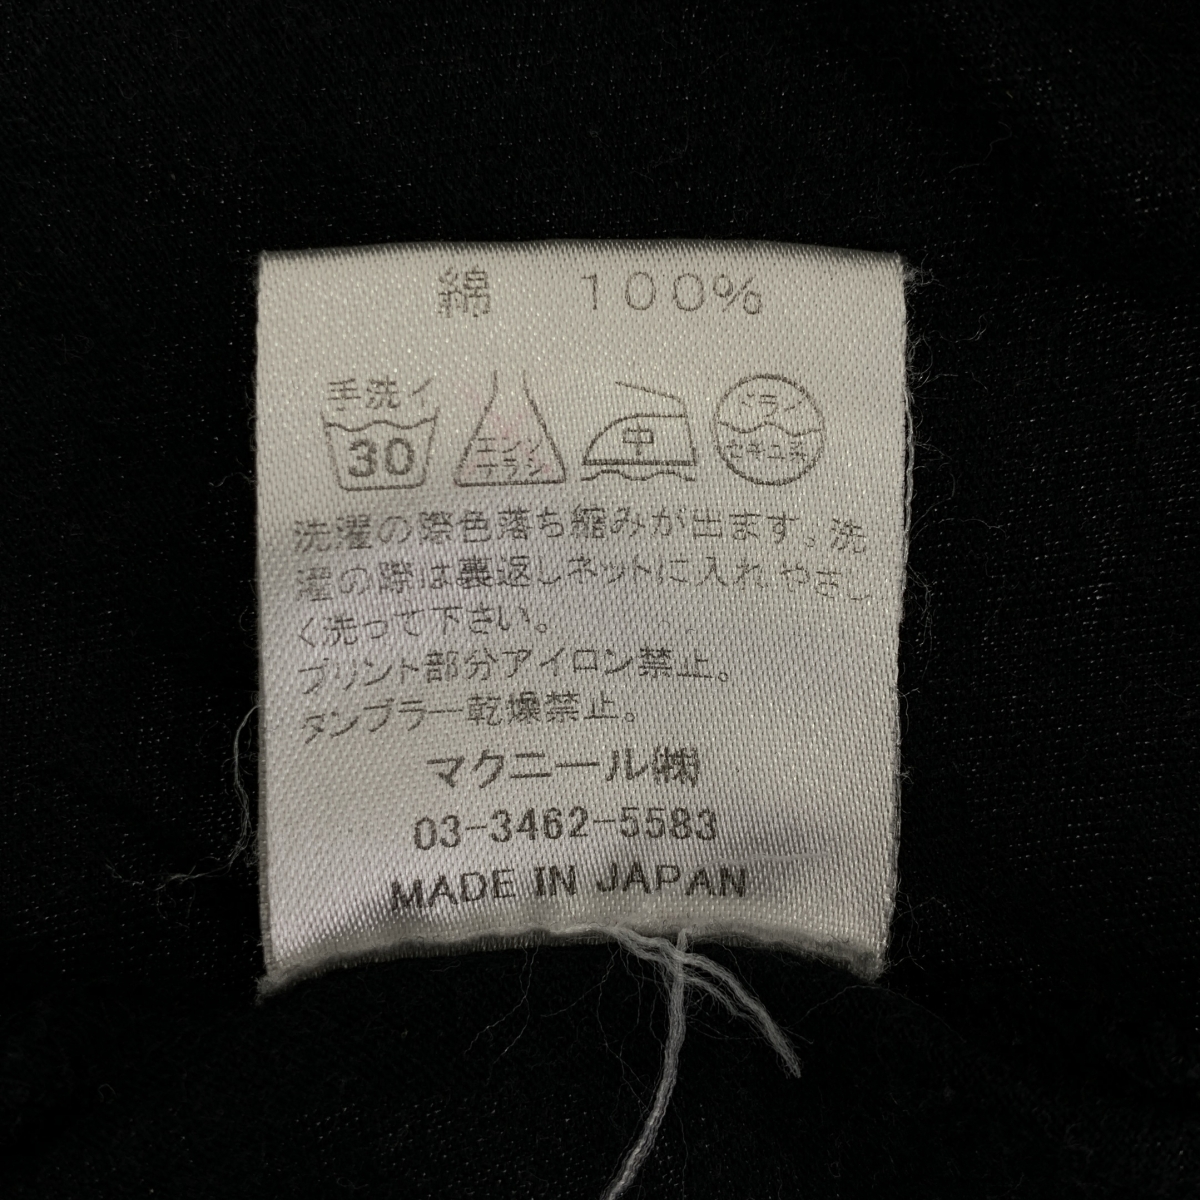 綿 100%
手洗イ
30
エンソ
サラシ
中
ドライ
セキユ系
洗濯の際色落ち縮みが出ます。洗
濯の際は裏返しネットに入れやさし
く洗って下さい。
プリント部分アイロン禁止。
タンブラー乾燥禁止。
マクニール㈱
03-3462-5583
MADE IN JAPAN